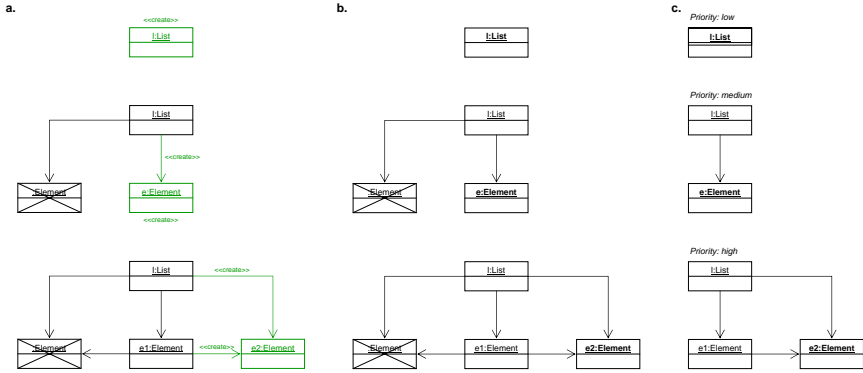 a.
b.
c.
<<create>>
l:List
l:List
Priority: low
l:List
l:List
<<create>>
:Element
e:Element
<<create>>
l:List
:Element
e:Element
Priority: medium
l:List
e:Element
l:List
<<create>>
:Element
e1:Element
<<create>>
e2:Element
l:List
:Element
e1:Element
e2:Element
Priority: high
l:List
e1:Element
e2:Element